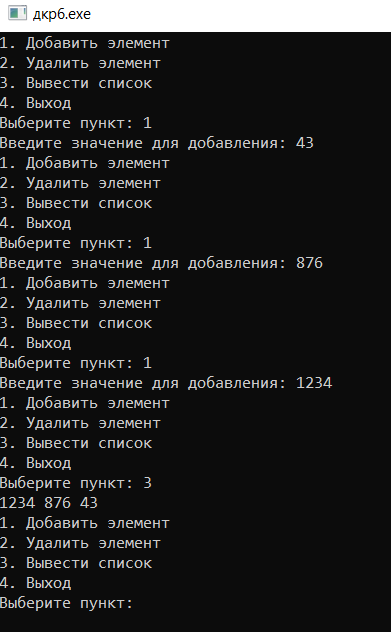 дкр6.exe
1. Добавить элемент
2. Удалить элемент
3. Вывести список
4. Выход
Выберите пункт: 1
Введите значение для добавления: 43
1. Добавить элемент
2. Удалить элемент
3. Вывести список
4. Выход
Выберите пункт: 1
Введите значение для добавления: 876
1. Добавить элемент
2. Удалить элемент
3. Вывести список
4. Выход
Выберите пункт: 1
Введите значение для добавления: 1234
1. Добавить элемент
2. Удалить элемент
3. Вывести список
4. Выход
Выберите пункт: 3
1234 876 43
1. Добавить элемент
2. Удалить элемент
3. Вывести список
4. Выход
Выберите пункт: